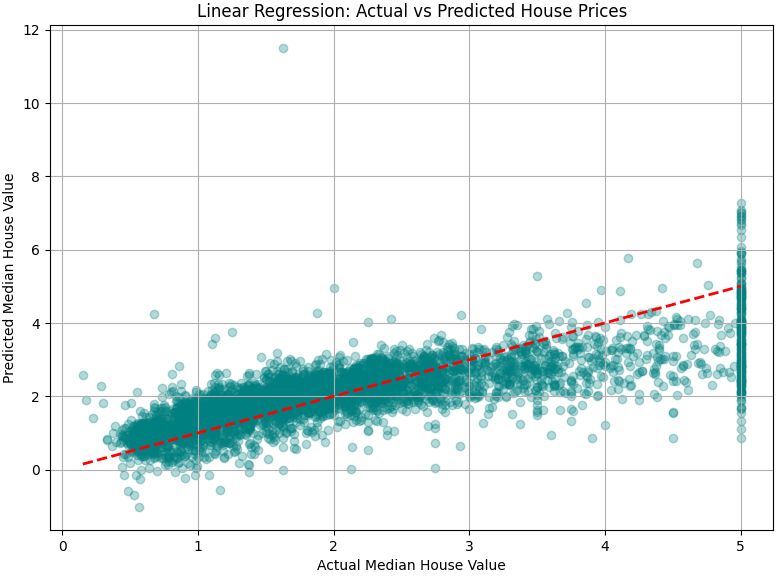 Linear Regression: Actual vs Predicted House Prices
12
10
8
6
4
2
0
Predicted Median House Value
0 1 2 3 4 5
Actual Median House Value